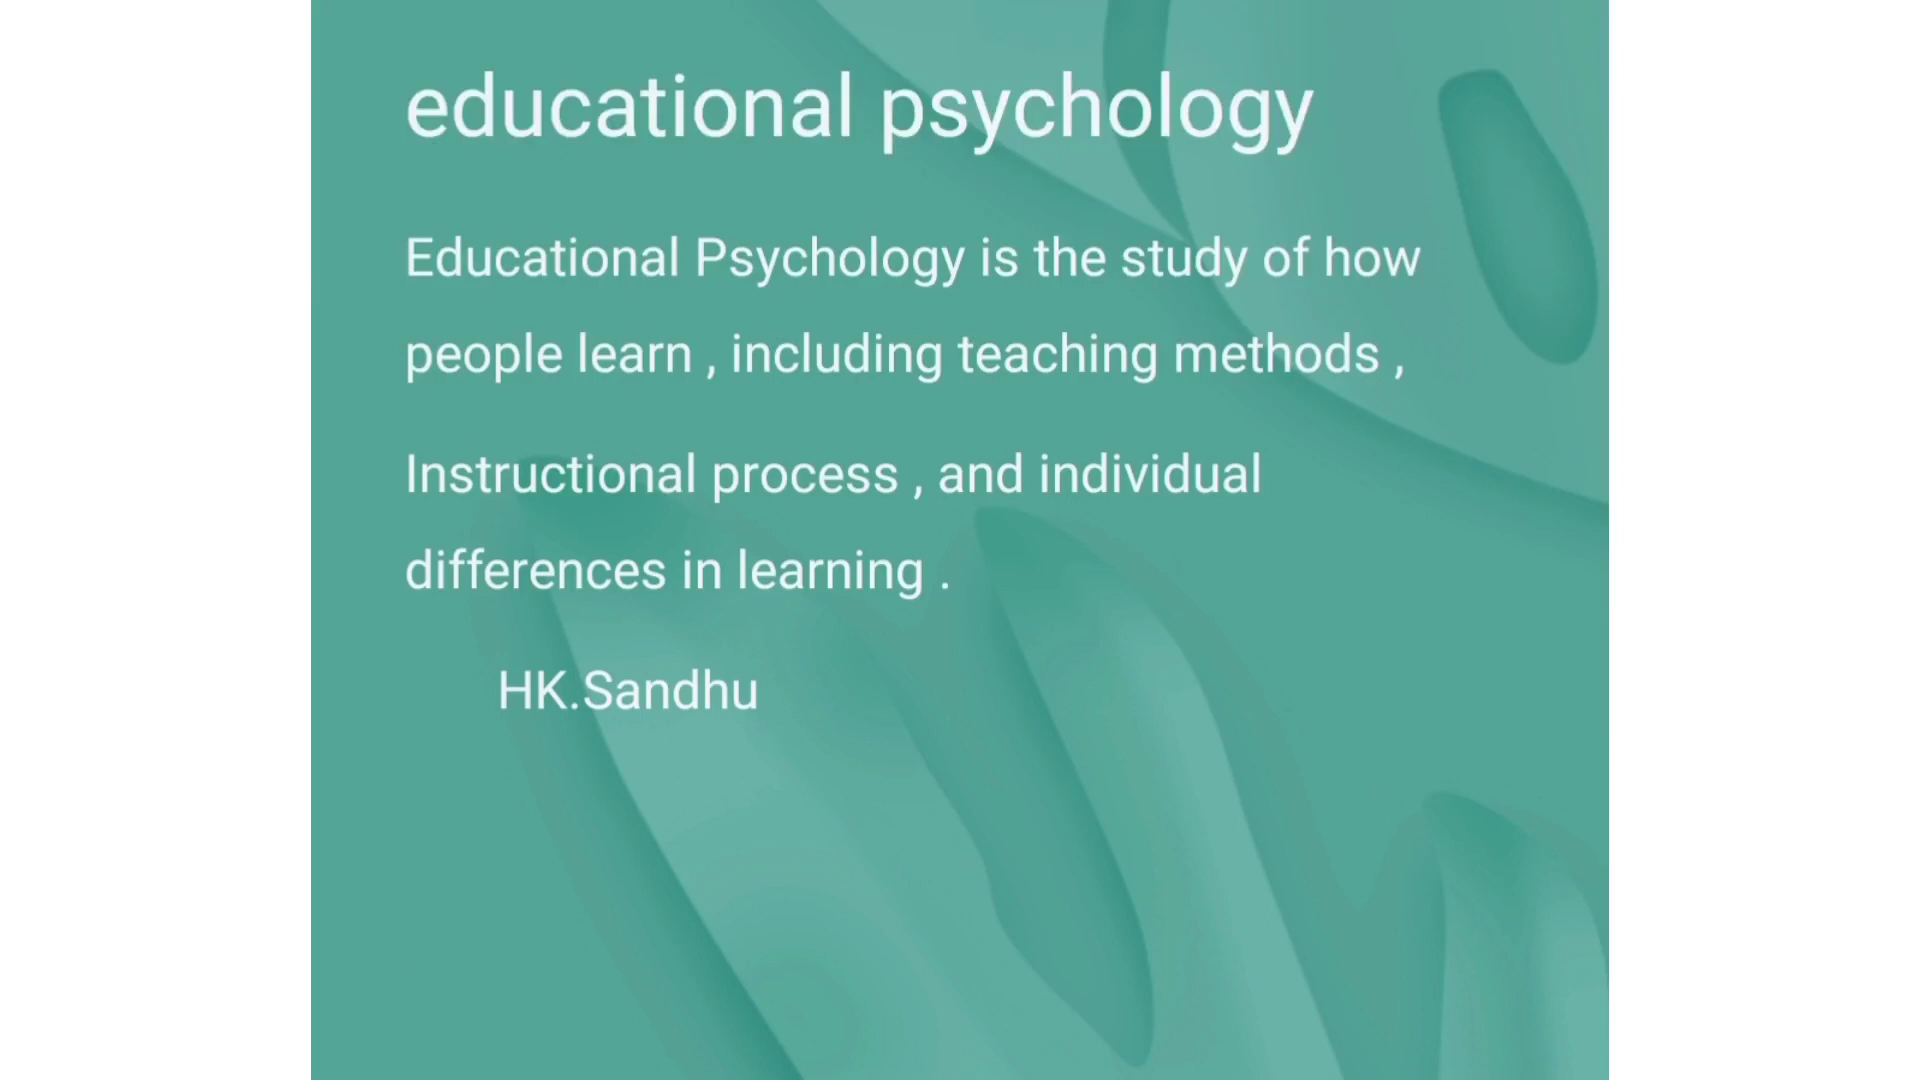 educational psychology
Educational Psychology is the study of how
people learn , including teaching methods ,
Instructional process , and individual
differences in learning .
HK.Sandhu